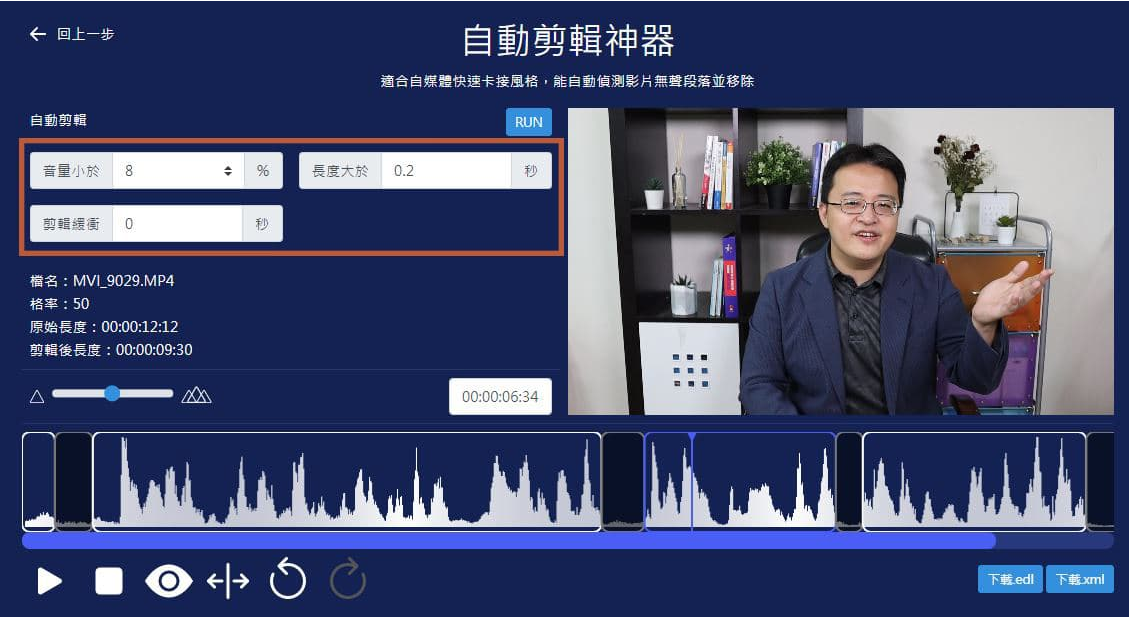 回上一步
自動剪輯神器
適合自媒體快速卡接風格，能自動偵測影片無聲段落並移除
自動剪輯
RUN
音量小於 8 %
長度大於 0.2 秒
剪輯緩衝 0 秒
檔名：MVI_9029.MP4
格率：50
原始長度：00:00:12:12
剪輯後長度：00:00:09:30
00:00:06:34
下載.edl
下載.xml